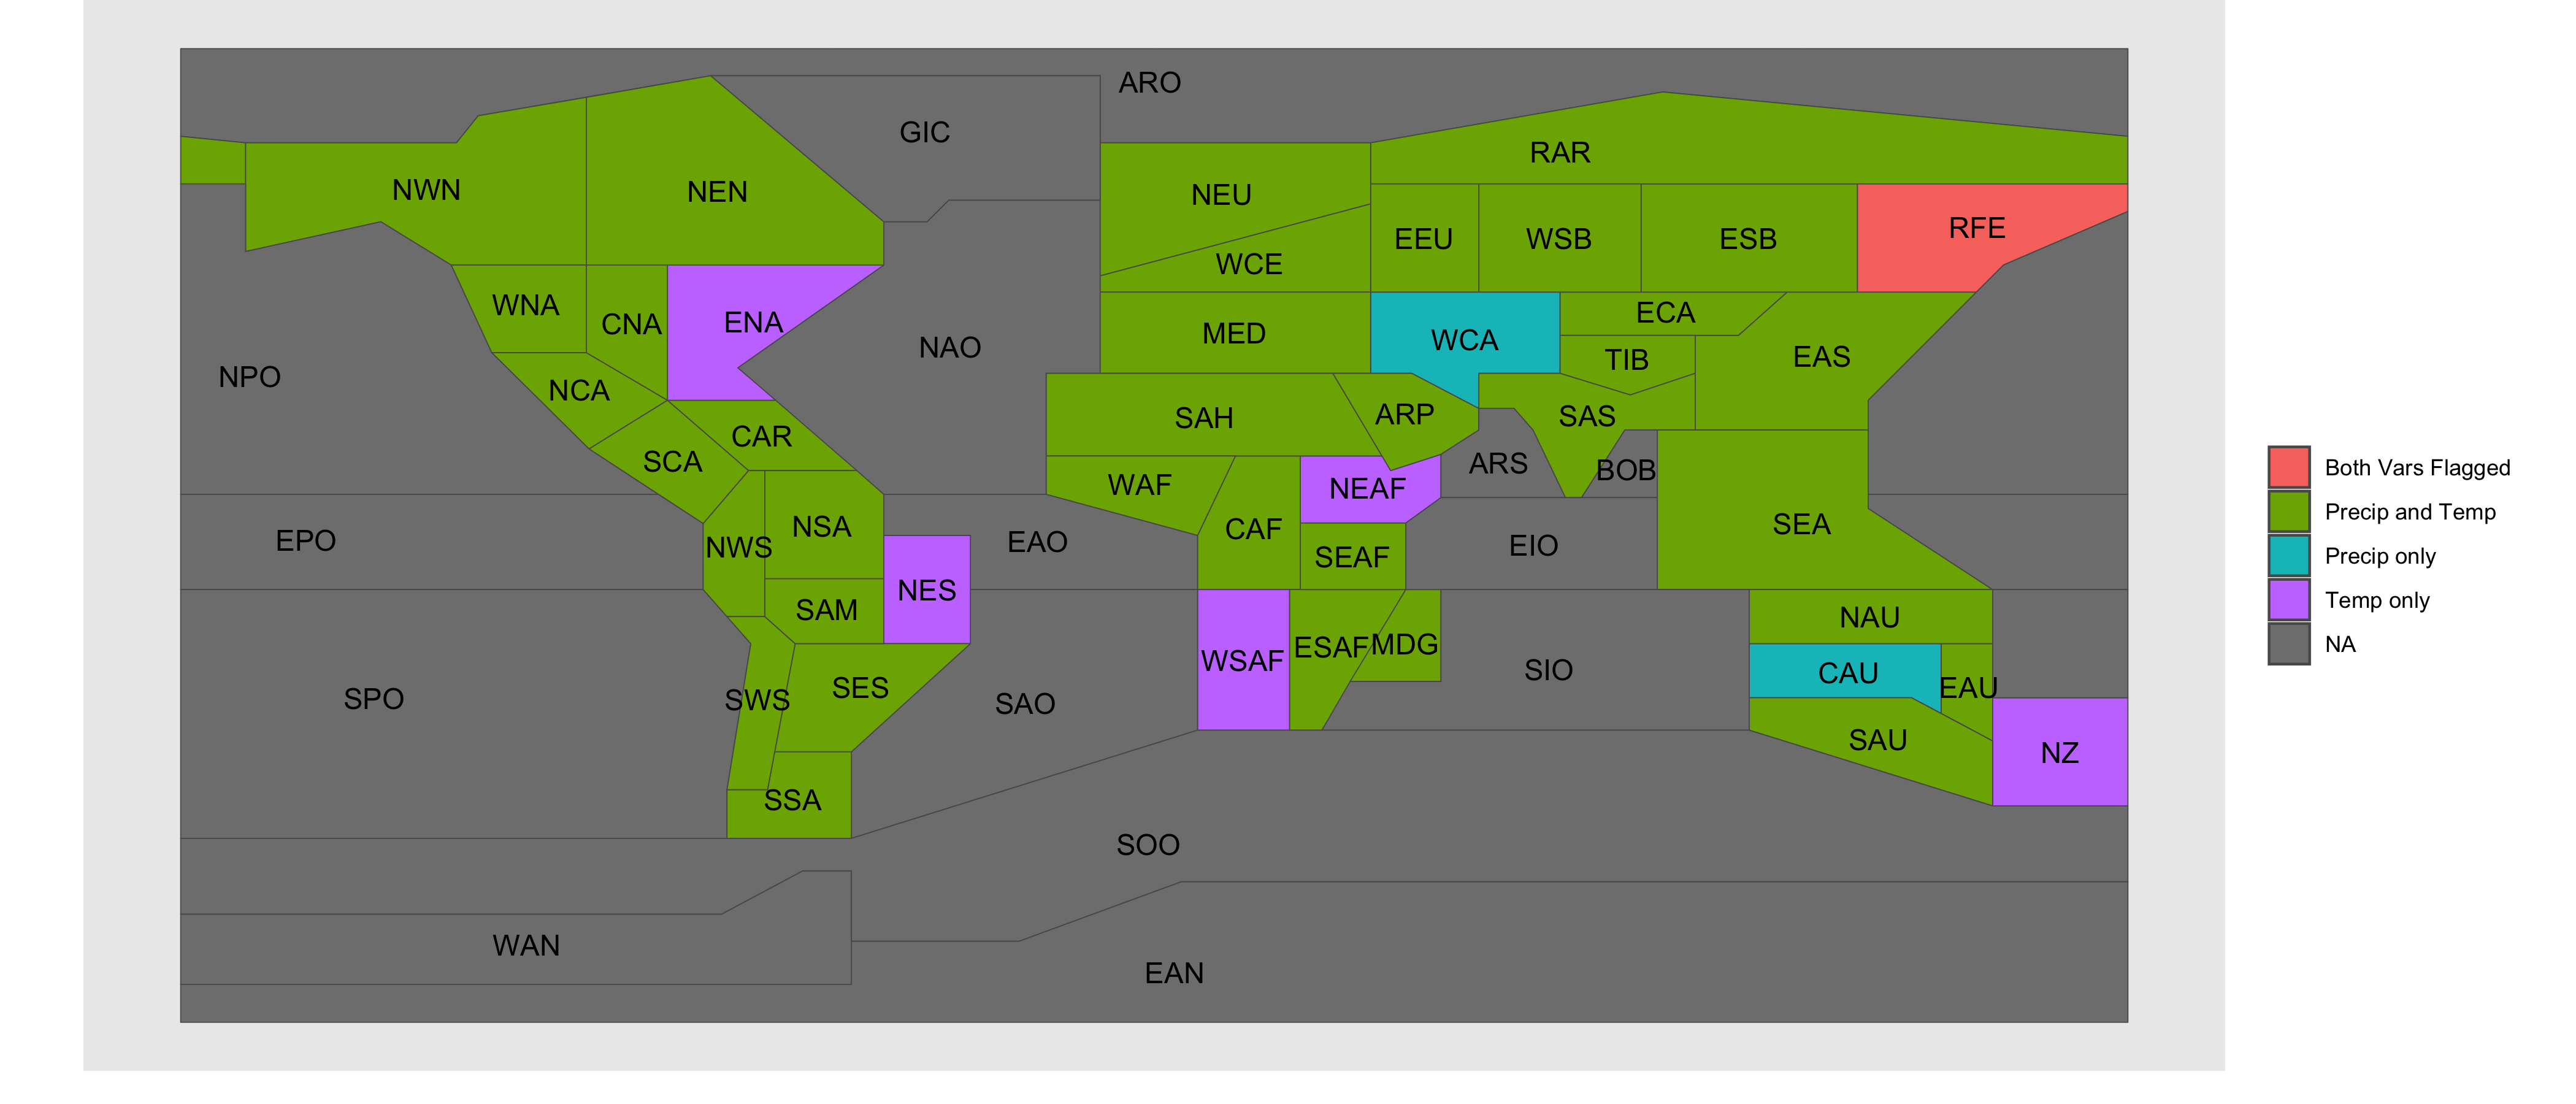 ARO
GIC
RAR
NWN
NEN
NEU
RFE
EEU
WSB
ESB
WCE
WNA
CNA
ENA
ECA
MED
WCA
NAO
TIB
EAS
NPO
NCA
SAH
ARP
SAS
CAR
SCA
ARS
BOB
WAF
NEAF
NSA
CAF
SEA
EPO
NWS
EAO
SEAF
EIO
NES
SAM
NAU
ESAF
MDG
WSAF
SIO
CAU
SES
EAU
SPO
SWS
SAO
SAU
NZ
SSA
SOO
WAN
EAN
Both Vars Flagged
Precip and Temp
Precip only
Temp only
NA